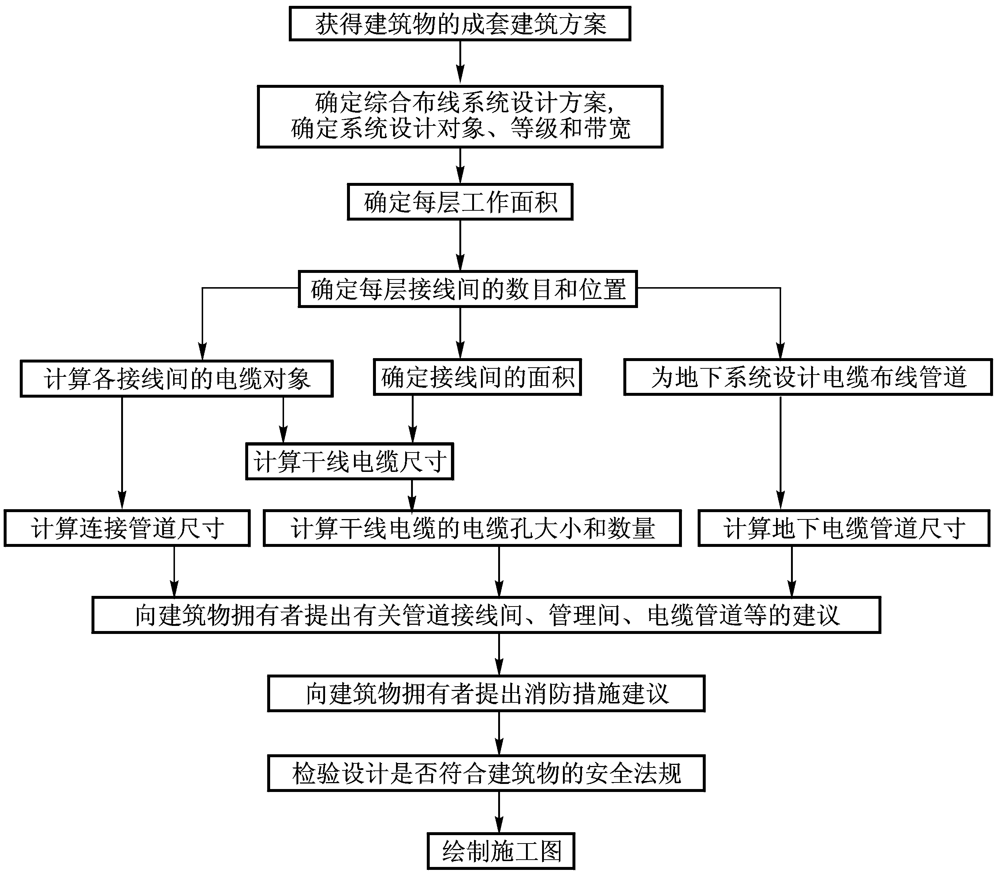 获得建筑物的成套建筑方案
确定综合布线系统设计方案,
确定系统设计对象、等级和带宽
确定每层工作面积
确定每层接线间的数目和位置
计算各接线间的电缆对象
确定接线间的面积
为地下系统设计电缆布线管道
计算干线电缆尺寸
计算连接管道尺寸
计算干线电缆的电缆孔大小和数量
计算地下电缆管道尺寸
向建筑物拥有者提出有关管道接线间、管理间、电缆管道等的建议
向建筑物拥有者提出消防措施建议
检验设计是否符合建筑物的安全法规
绘制施工图